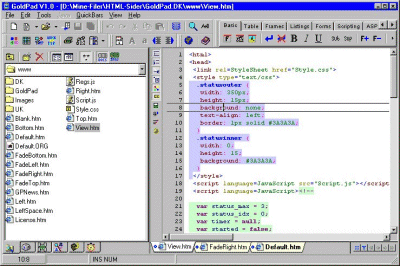 GoldPad V1.0 - [D:\Mine-Filer\HTML-Sider\GoldPad.DK\www\View.htm]
File Edit Tools QuickBars View Help
Basic Tables Frames Listings Fonts Scripting ASP
www
DK
GoldPad
Images
UK
Blank.htm
Bottom.htm
Default.htm
Default.ORG
FadeBottom.htm
FadeLeft.htm
FadeRight.htm
FadeTop.htm
GPNews.htm
Left.htm
LeftSpace.htm
License.htm
Regs.js
Right.htm
Script.js
Style.css
Top.htm
View.htm
<html>
<head>
<link rel=StyleSheet href="Style.css">
<style type="text/css">
.statusouter {
width: 350px;
height: 15px;
background: none;
text-align: left;
border: 1px solid #3A3A3A;
}
.statusinner {
width: 0;
height: 15;
background: #3A3A3A;
}
</style>
<script language=JavaScript src="Script.js"></script
<script language=JavaScript><!--
var status_max = 3;
var status_idx = 0;
var timer = null;
var started = false;
View.htm FadeRight.htm Default.htm
10:8 INS NUM